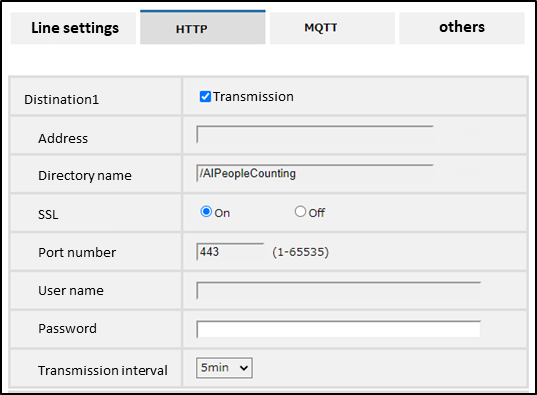 Line settings HTTP MQTT others
Distination1 Transmission
Address
Directory name /AIPeopleCounting
SSL On Off
Port number 443 (1-65535)
User name
Password
Transmission interval 5min